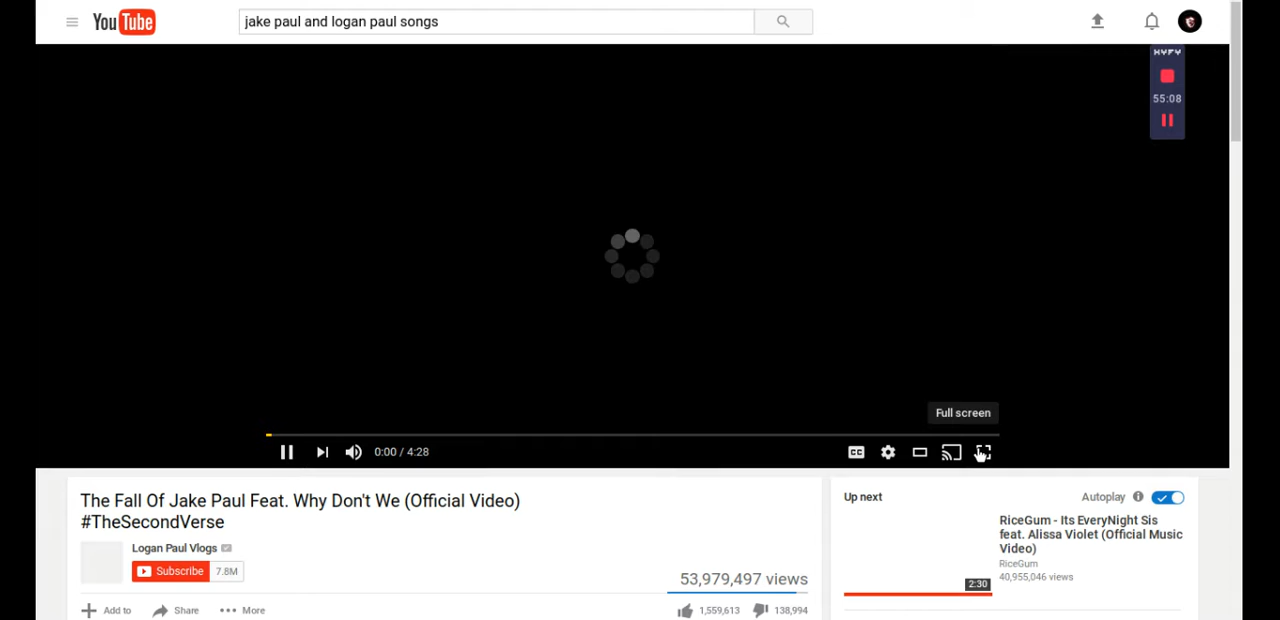 YouTube
jake paul and logan paul songs
HYFY
55:08
Full screen
0:00 / 4:28
CC
The Fall Of Jake Paul Feat. Why Don't We (Official Video)
#TheSecondVerse
Logan Paul Vlogs
Subscribe 7.8M
53,979,497 views
Add to Share More
1,559,613 138,994
Up next
Autoplay
RiceGum - Its EveryNight Sis
feat. Alissa Violet (Official Music
Video)
RiceGum
40,955,046 views
2:30